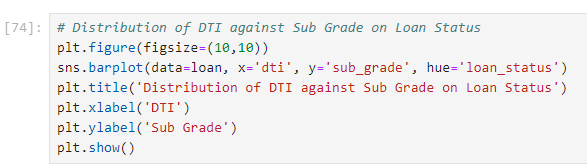 [74]: # Distribution of DTI against Sub Grade on Loan Status
plt.figure(figsize=(10,10))
sns.barplot(data=loan, x='dti', y='sub_grade', hue='loan_status')
plt.title('Distribution of DTI against Sub Grade on Loan Status')
plt.xlabel('DTI')
plt.ylabel('Sub Grade')
plt.show()